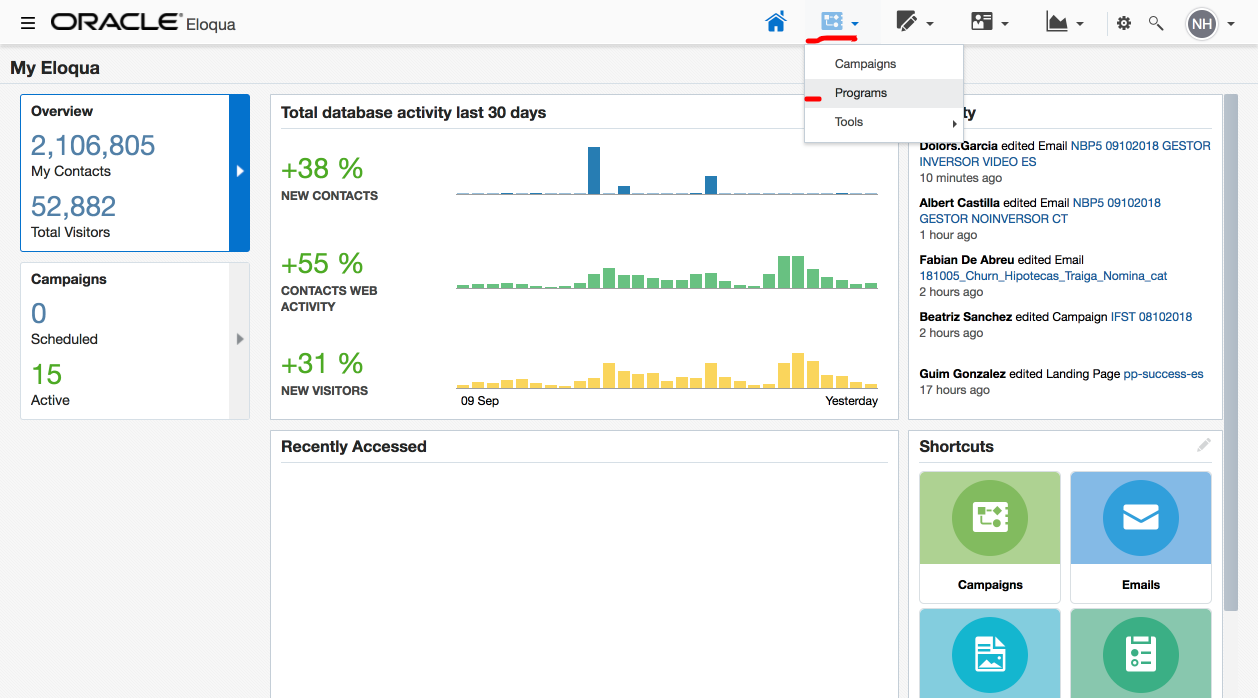 ORACLE® Eloqua
NH
My Eloqua
Campaigns
Programs
Tools
Overview
2,106,805
My Contacts
52,882
Total Visitors
Campaigns
0
Scheduled
15
Active
Total database activity last 30 days
+38 %
NEW CONTACTS
+55 %
CONTACTS WEB
ACTIVITY
+31 %
NEW VISITORS
09 Sep
Yesterday
ty
Dolors.Garcia edited Email NBP5 09102018 GESTOR
INVERSOR VIDEO ES
10 minutes ago
Albert Castilla edited Email NBP5 09102018
GESTOR NOINVERSOR CT
1 hour ago
Fabian De Abreu edited Email
181005_Churn_Hipotecas_Traiga_Nomina_cat
2 hours ago
Beatriz Sanchez edited Campaign IFST 08102018
2 hours ago
Guim Gonzalez edited Landing Page pp-success-es
17 hours ago
Recently Accessed
Shortcuts
Campaigns
Emails